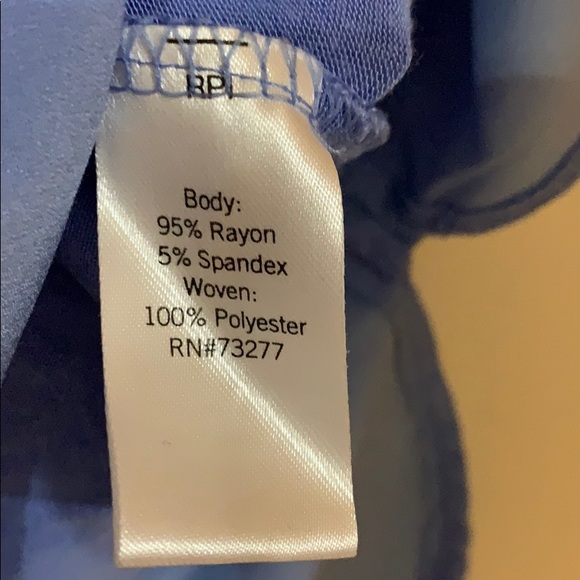 Body:
95% Rayon
5% Spandex
Woven:
100% Polyester
RN#73277